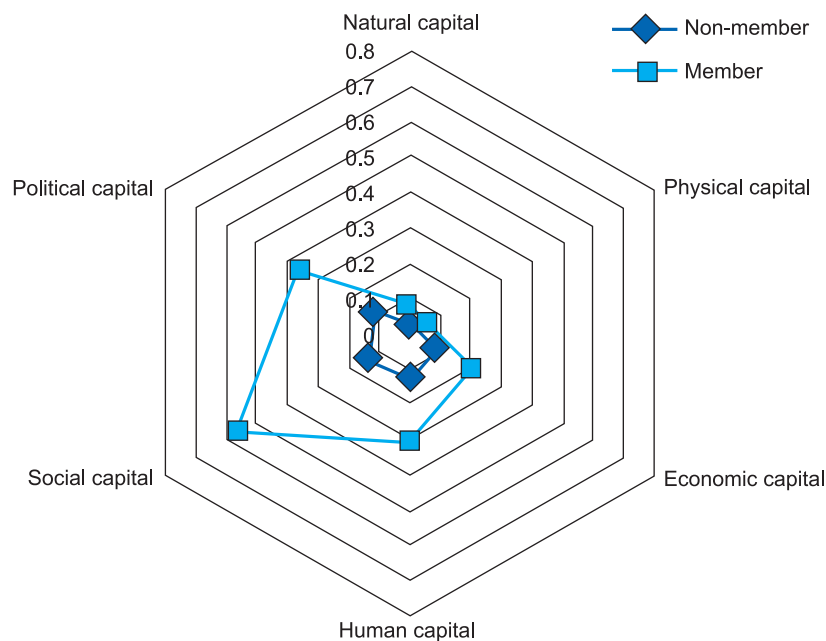 Natural capital
Non-member
Member
0.8
0.7
0.6
0.5
0.4
0.3
0.2
0.1
0
Political capital
Physical capital
Social capital
Economic capital
Human capital